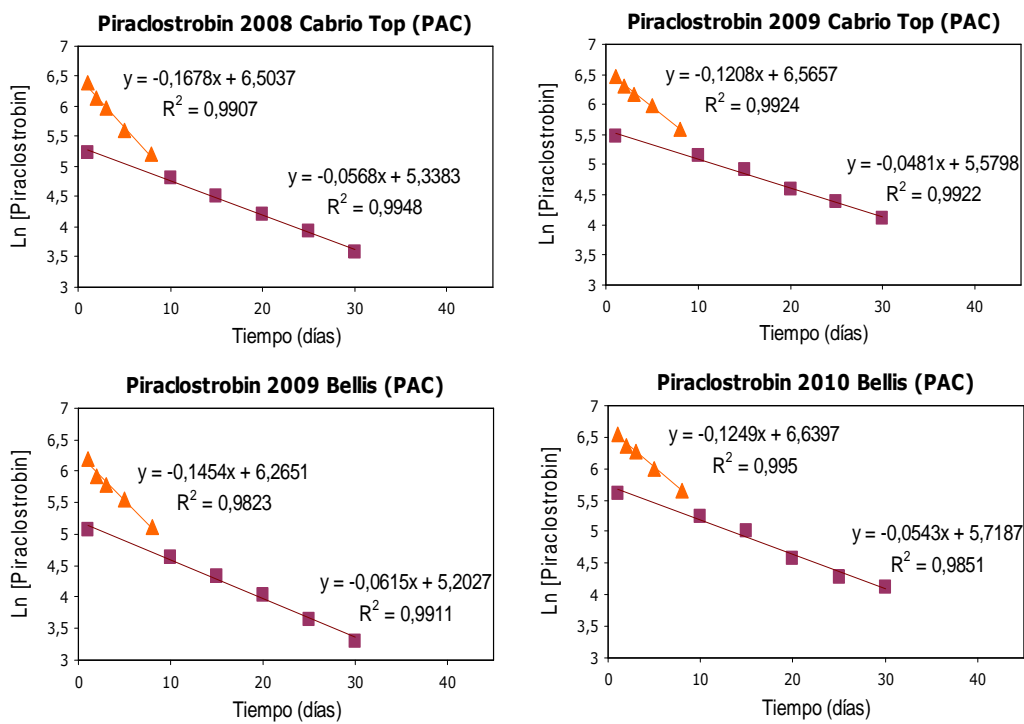 Piraclostrobin 2008 Cabrio Top (PAC)
7
6,5
6
5,5
5
4,5
4
3,5
3
Ln [Piraclostrobin]
y = -0,1678x + 6,5037
R² = 0,9907
y = -0,0568x + 5,3383
R² = 0,9948
0 10 20 30 40
Tiempo (días)
Piraclostrobin 2009 Cabrio Top (PAC)
7
6,5
6
5,5
5
4,5
4
3,5
3
Ln [Piraclostrobin]
y = -0,1208x + 6,5657
R² = 0,9924
y = -0,0481x + 5,5798
R² = 0,9922
0 10 20 30 40
Tiempo (días)
Piraclostrobin 2009 Bellis (PAC)
7
6,5
6
5,5
5
4,5
4
3,5
3
Ln [Piraclostrobin]
y = -0,1454x + 6,2651
R² = 0,9823
y = -0,0615x + 5,2027
R² = 0,9911
0 10 20 30 40
Tiempo (días)
Piraclostrobin 2010 Bellis (PAC)
7
6,5
6
5,5
5
4,5
4
3,5
3
Ln [Piraclostrobin]
y = -0,1249x + 6,6397
R² = 0,995
y = -0,0543x + 5,7187
R² = 0,9851
0 10 20 30 40
Tiempo (días)